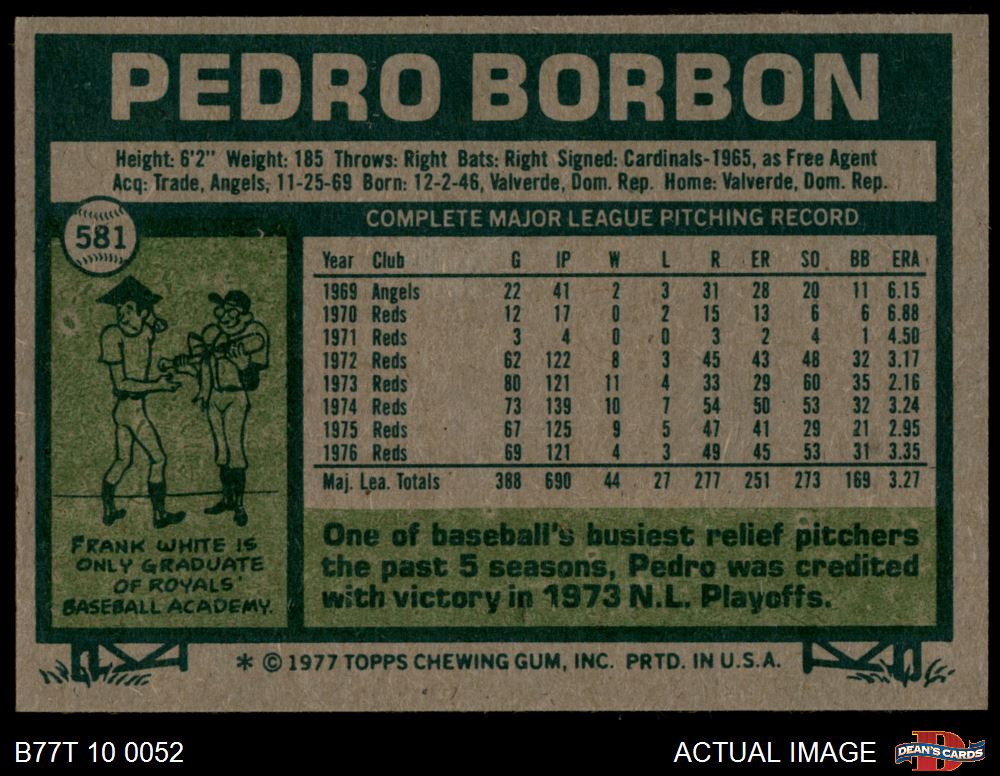 PEDRO BORBON
Height: 6'2" Weight: 185 Throws: Right Bats: Right Signed: Cardinals-1965, as Free Agent
Acq: Trade, Angels, 11-25-69 Born: 12-2-46, Valverde, Dom. Rep. Home: Valverde, Dom. Rep.
581
COMPLETE MAJOR LEAGUE PITCHING RECORD
Year Club G IP W L R ER SO BB ERA
1969 Angels 22 41 2 3 31 28 20 11 6.15
1970 Reds 12 17 0 2 15 13 6 6 6.88
1971 Reds 3 4 0 0 3 2 4 1 4.50
1972 Reds 62 122 8 3 45 43 48 32 3.17
1973 Reds 80 121 11 4 33 29 60 35 2.16
1974 Reds 73 139 10 7 54 50 53 32 3.24
1975 Reds 67 125 9 5 47 41 29 21 2.95
1976 Reds 69 121 4 3 49 45 53 31 3.35
Maj. Lea. Totals 388 690 44 27 277 251 273 169 3.27
FRANK WHITE IS
ONLY GRADUATE
OF ROYALS'
BASEBALL ACADEMY.
One of baseball's busiest relief pitchers
the past 5 seasons, Pedro was credited
with victory in 1973 N.L. Playoffs.
* © 1977 TOPPS CHEWING GUM, INC. PRTD. IN U.S.A.
B77T 10 0052
ACTUAL IMAGE
DEAN'S CARDS